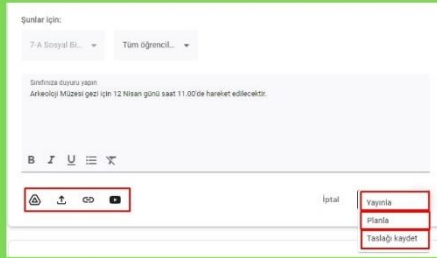 Şunlar için:
7-A Sosyal Bi...
Tüm öğrencil...
Sınıfınıza duyuru yapın
Arkeoloji Müzesi gezi için 12 Nisan günü saat 11.00'de hareket edilecektir.
B I U
İptal
Yayınla
Planla
Taslağı kaydet